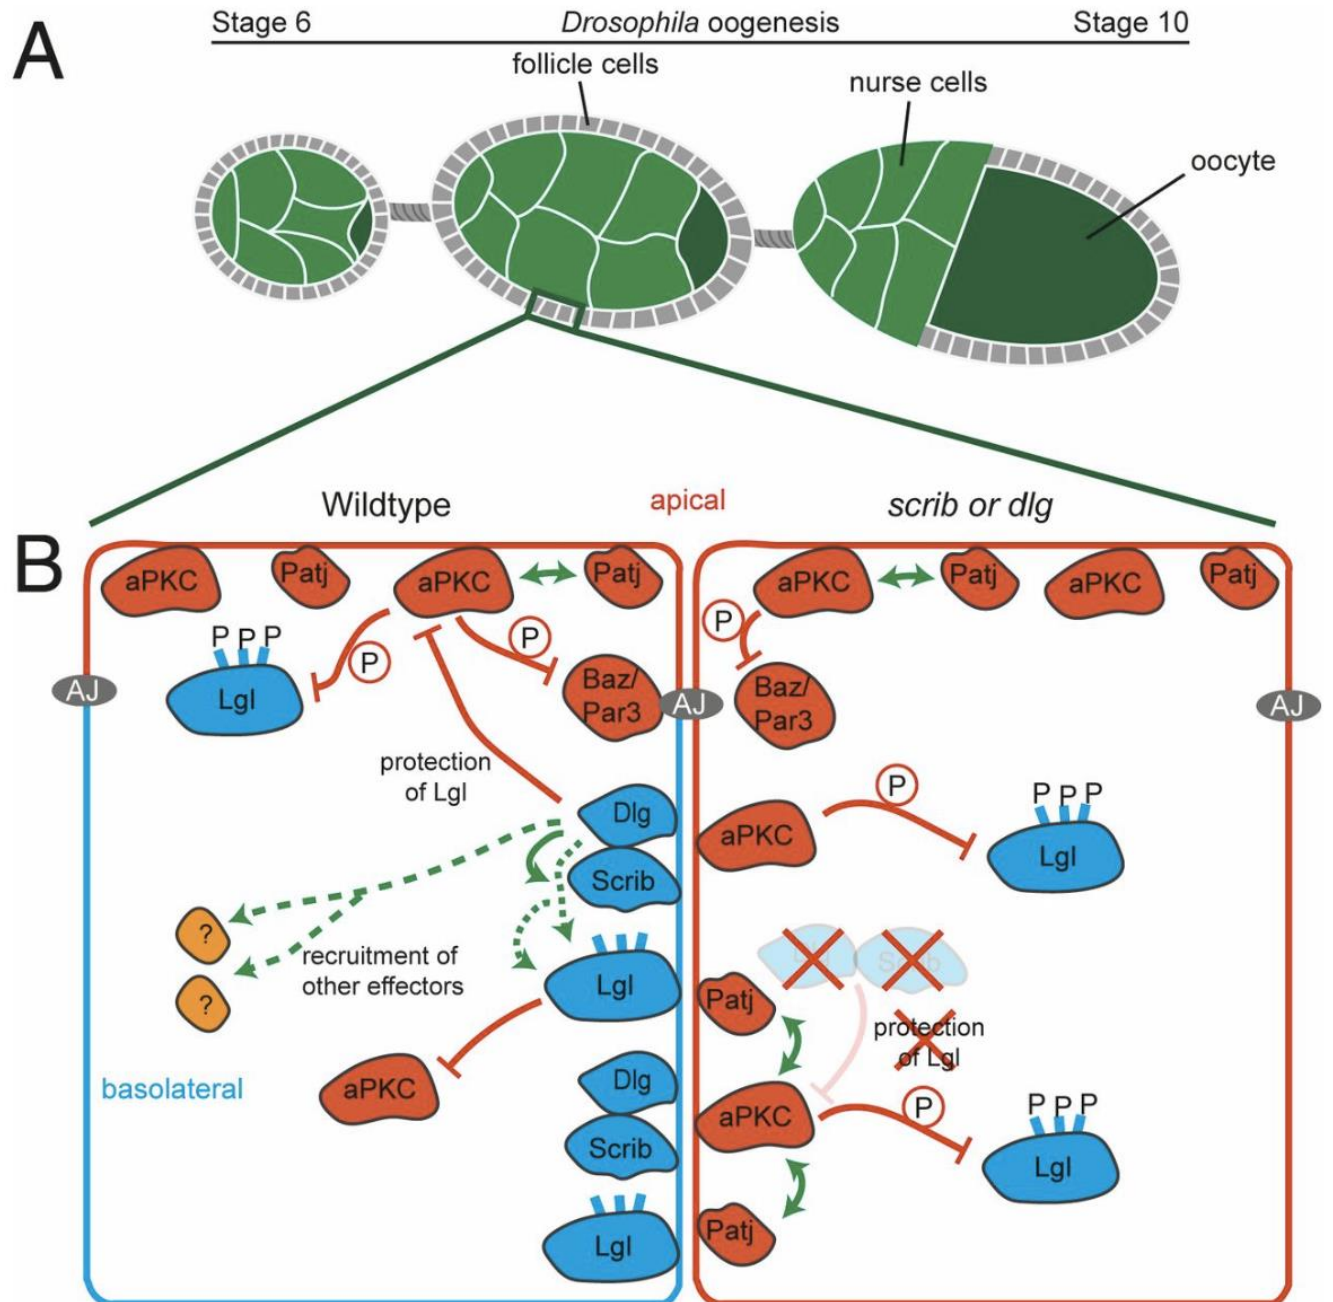 A
Stage 6
Drosophila oogenesis
Stage 10
follicle cells
nurse cells
oocyte
B
Wildtype
apical
scrib or dlg
aPKC
Patj
aPKC
Patj
P P P
Lgl
P
P
Baz/
Par3
AJ
AJ
protection
of Lgl
Dlg
Scrib
?
?
recruitment of
other effectors
Lgl
aPKC
basolateral
Dlg
Scrib
Lgl
aPKC
Patj
aPKC
Patj
P
Baz/
Par3
AJ
aPKC
P
P P P
Lgl
Scrib
Patj
protection
of Lgl
aPKC
P
P P P
Lgl
Patj